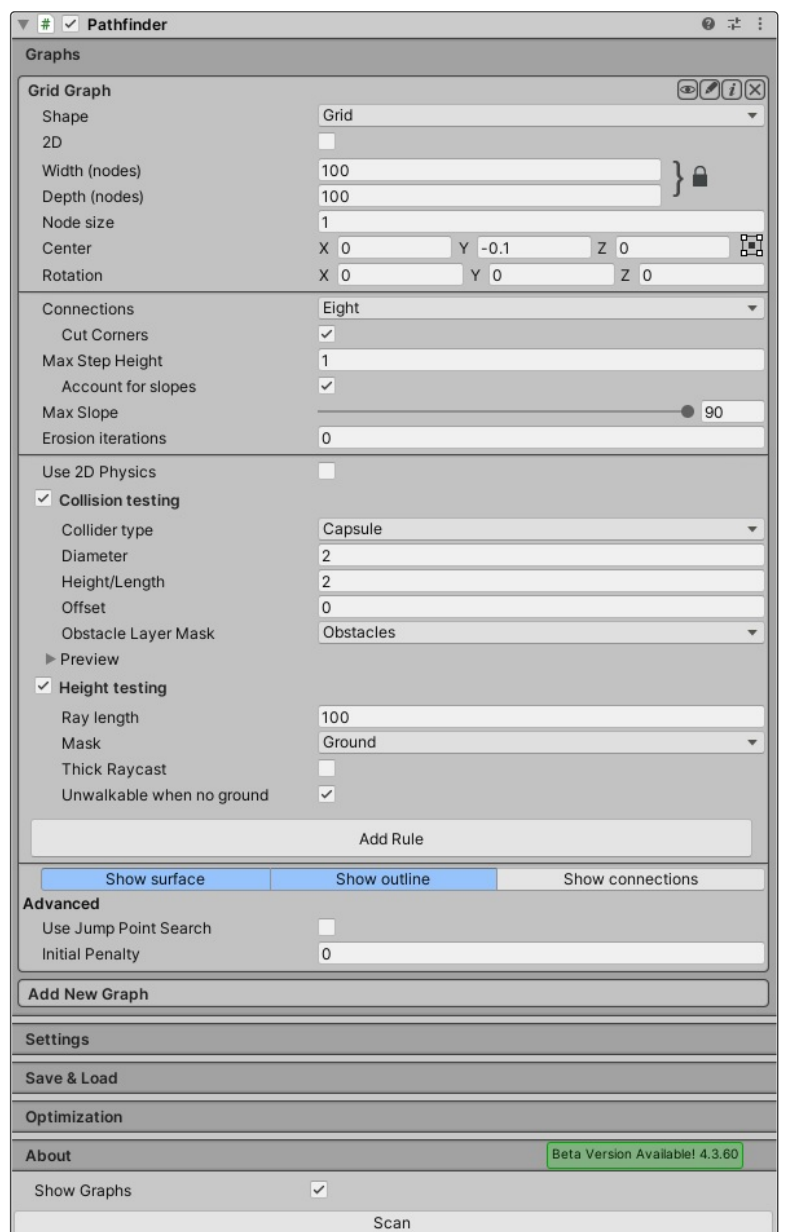 Pathfinder
Graphs
Grid Graph
Shape Grid
2D
Width (nodes) 100
Depth (nodes) 100
Node size 1
Center X 0 Y -0.1 Z 0
Rotation X 0 Y 0 Z 0
Connections Eight
Cut Corners
Max Step Height 1
Account for slopes
Max Slope 90
Erosion iterations 0
Use 2D Physics
Collision testing
Collider type Capsule
Diameter 2
Height/Length 2
Offset 0
Obstacle Layer Mask Obstacles
Preview
Height testing
Ray length 100
Mask Ground
Thick Raycast
Unwalkable when no ground
Add Rule
Show surface Show outline Show connections
Advanced
Use Jump Point Search
Initial Penalty 0
Add New Graph
Settings
Save & Load
Optimization
About Beta Version Available! 4.3.60
Show Graphs
Scan